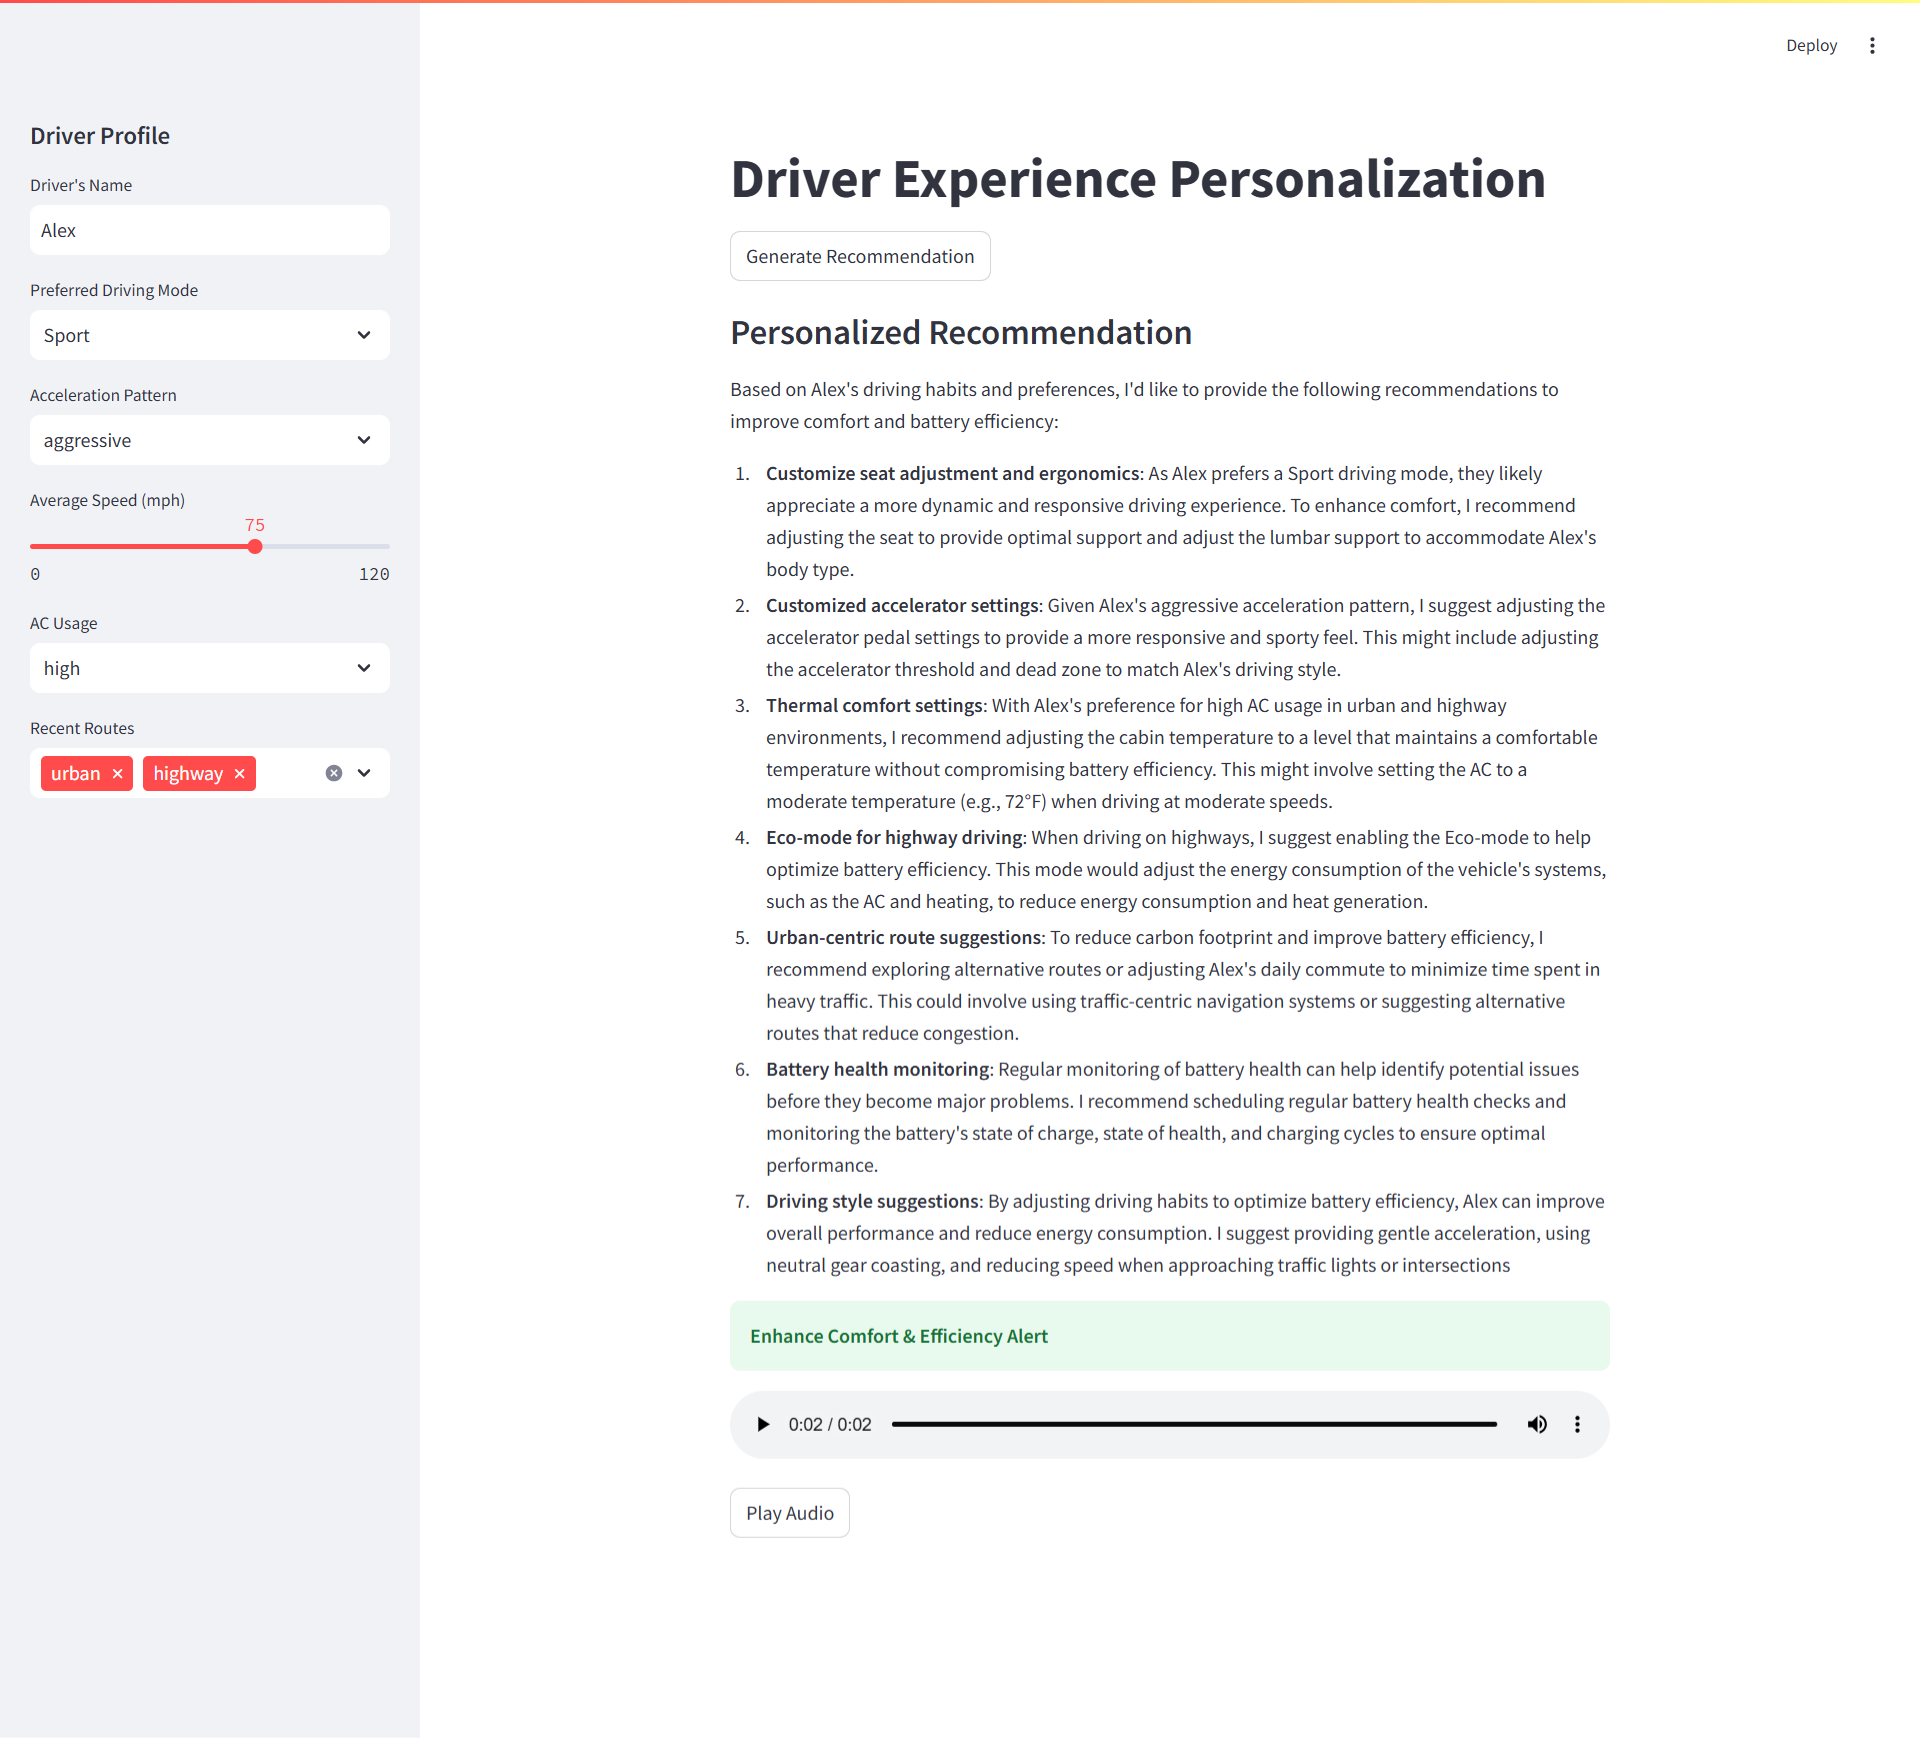 Deploy
Driver Profile
Driver's Name
Alex
Preferred Driving Mode
Sport
Acceleration Pattern
aggressive
Average Speed (mph)
75
0
120
AC Usage
high
Recent Routes
urban
highway
Driver Experience Personalization
Generate Recommendation
Personalized Recommendation
Based on Alex's driving habits and preferences, I'd like to provide the following recommendations to
improve comfort and battery efficiency:
1. Customize seat adjustment and ergonomics: As Alex prefers a Sport driving mode, they likely
appreciate a more dynamic and responsive driving experience. To enhance comfort, I recommend
adjusting the seat to provide optimal support and adjust the lumbar support to accommodate Alex's
body type.
2. Customized accelerator settings: Given Alex's aggressive acceleration pattern, I suggest adjusting the
accelerator pedal settings to provide a more responsive and sporty feel. This might include adjusting
the accelerator threshold and dead zone to match Alex's driving style.
3. Thermal comfort settings: With Alex's preference for high AC usage in urban and highway
environments, I recommend adjusting the cabin temperature to a level that maintains a comfortable
temperature without compromising battery efficiency. This might involve setting the AC to a
moderate temperature (e.g., 72°F) when driving at moderate speeds.
4. Eco-mode for highway driving: When driving on highways, I suggest enabling the Eco-mode to help
optimize battery efficiency. This mode would adjust the energy consumption of the vehicle's systems,
such as the AC and heating, to reduce energy consumption and heat generation.
5. Urban-centric route suggestions: To reduce carbon footprint and improve battery efficiency, I
recommend exploring alternative routes or adjusting Alex's daily commute to minimize time spent in
heavy traffic. This could involve using traffic-centric navigation systems or suggesting alternative
routes that reduce congestion.
6. Battery health monitoring: Regular monitoring of battery health can help identify potential issues
before they become major problems. I recommend scheduling regular battery health checks and
monitoring the battery's state of charge, state of health, and charging cycles to ensure optimal
performance.
7. Driving style suggestions: By adjusting driving habits to optimize battery efficiency, Alex can improve
overall performance and reduce energy consumption. I suggest providing gentle acceleration, using
neutral gear coasting, and reducing speed when approaching traffic lights or intersections
Enhance Comfort & Efficiency Alert
0:02 / 0:02
Play Audio